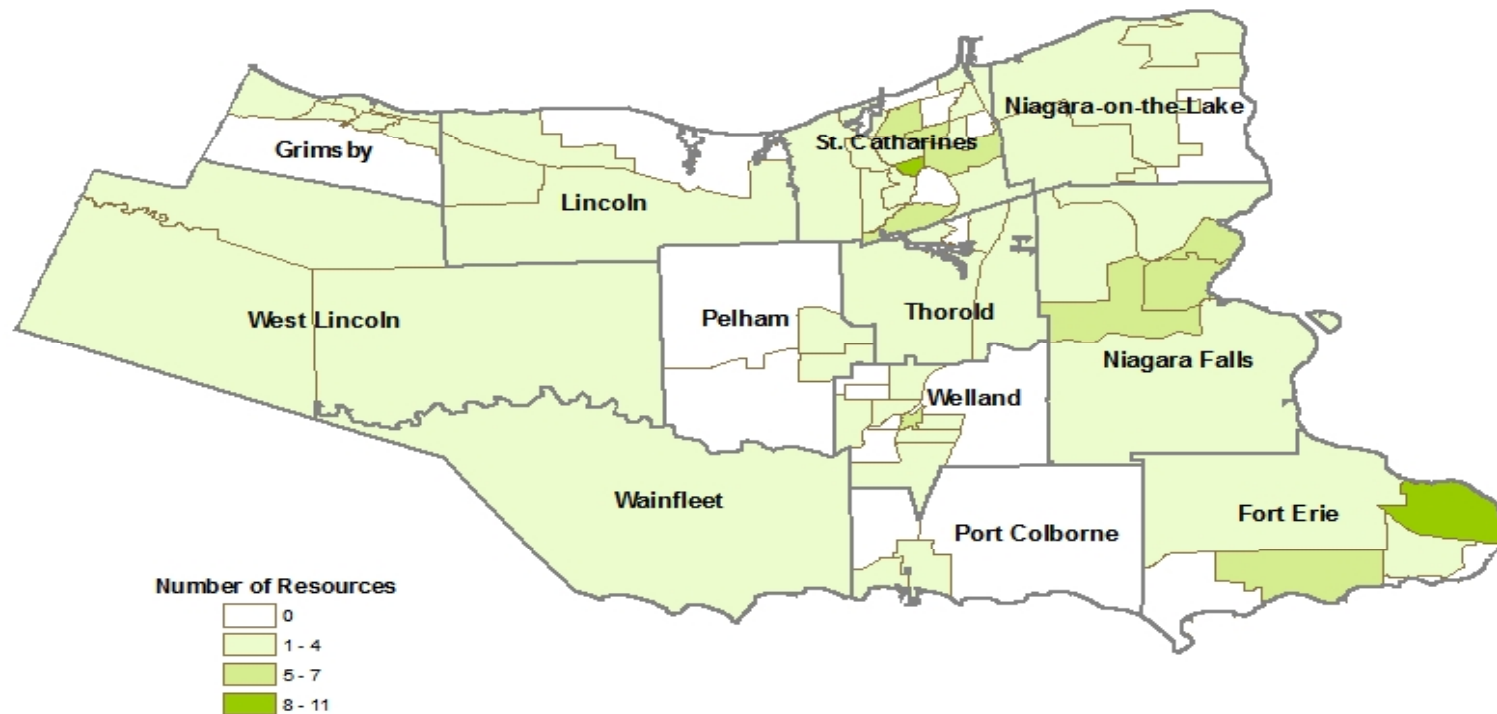 Niagara-on-the-Lake
St. Catharines
Grimsby
Lincoln
West Lincoln
Pelham
Thorold
Niagara Falls
Welland
Wainfleet
Fort Erie
Port Colborne
Number of Resources
0
1 - 4
5 - 7
8 - 11